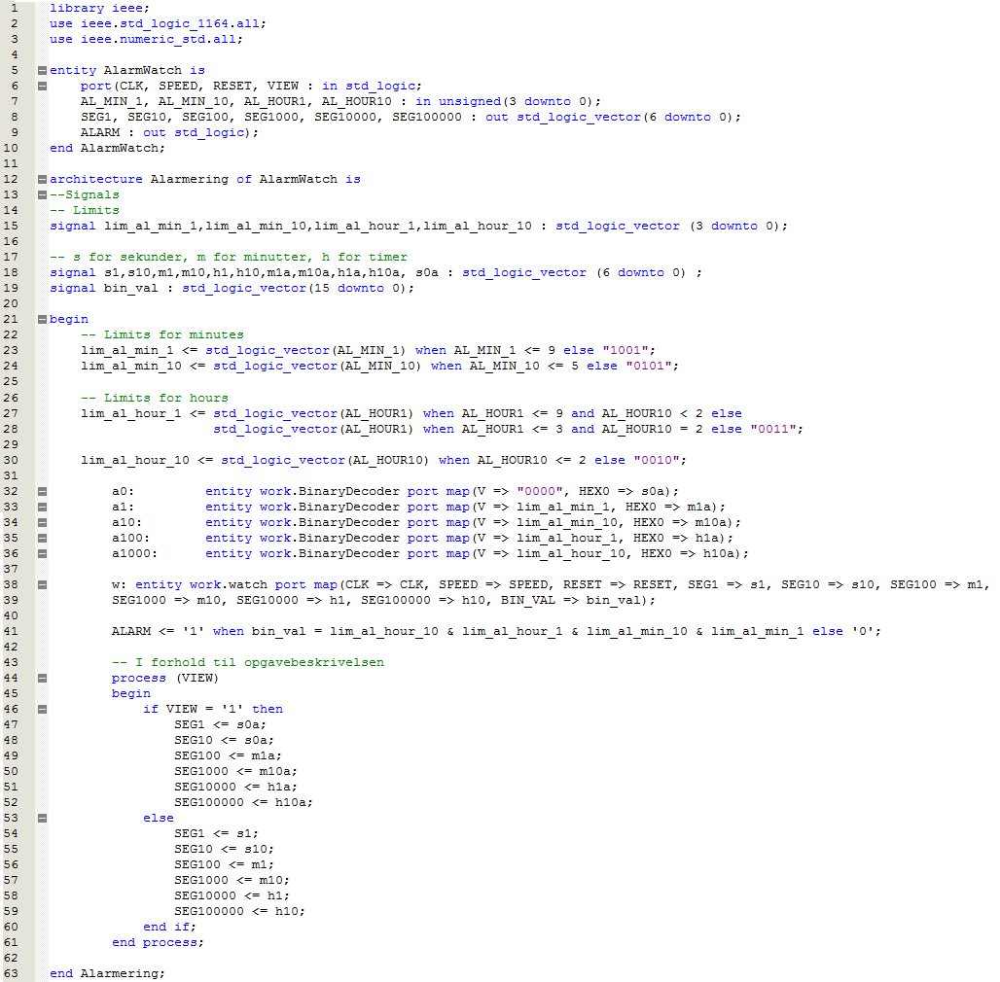 1 library ieee;
2 use ieee.std_logic_1164.all;
3 use ieee.numeric_std.all;
4
5 entity AlarmWatch is
6 port(CLK, SPEED, RESET, VIEW : in std_logic;
7 AL_MIN_1, AL_MIN_10, AL_HOUR1, AL_HOUR10 : in unsigned(3 downto 0);
8 SEG1, SEG10, SEG100, SEG1000, SEG10000, SEG100000 : out std_logic_vector(6 downto 0);
9 ALARM : out std_logic);
10 end AlarmWatch;
11
12 architecture Alarmering of AlarmWatch is
13 --Signals
14 -- Limits
15 signal lim_al_min_1,lim_al_min_10,lim_al_hour_1,lim_al_hour_10 : std_logic_vector (3 downto 0);
16
17 -- s for sekunder, m for minutter, h for timer
18 signal s1,s10,m1,m10,h1,h10,m1a,m10a,h1a,h10a, s0a : std_logic_vector (6 downto 0) ;
19 signal bin_val : std_logic_vector(15 downto 0);
20
21 begin
22 -- Limits for minutes
23 lim_al_min_1 <= std_logic_vector(AL_MIN_1) when AL_MIN_1 <= 9 else "1001";
24 lim_al_min_10 <= std_logic_vector(AL_MIN_10) when AL_MIN_10 <= 5 else "0101";
25
26 -- Limits for hours
27 lim_al_hour_1 <= std_logic_vector(AL_HOUR1) when AL_HOUR1 <= 9 and AL_HOUR10 < 2 else
28 std_logic_vector(AL_HOUR1) when AL_HOUR1 <= 3 and AL_HOUR10 = 2 else "0011";
29
30 lim_al_hour_10 <= std_logic_vector(AL_HOUR10) when AL_HOUR10 <= 2 else "0010";
31
32 a0: entity work.BinaryDecoder port map(V => "0000", HEX0 => s0a);
33 a1: entity work.BinaryDecoder port map(V => lim_al_min_1, HEX0 => m1a);
34 a10: entity work.BinaryDecoder port map(V => lim_al_min_10, HEX0 => m10a);
35 a100: entity work.BinaryDecoder port map(V => lim_al_hour_1, HEX0 => h1a);
36 a1000: entity work.BinaryDecoder port map(V => lim_al_hour_10, HEX0 => h10a);
37
38 w: entity work.watch port map(CLK => CLK, SPEED => SPEED, RESET => RESET, SEG1 => s1, SEG10 => s10, SEG100 => m1,
39 SEG1000 => m10, SEG10000 => h1, SEG100000 => h10, BIN_VAL => bin_val);
40
41 ALARM <= '1' when bin_val = lim_al_hour_10 & lim_al_hour_1 & lim_al_min_10 & lim_al_min_1 else '0';
42
43 -- I forhold til opgavebeskrivelsen
44 process (VIEW)
45 begin
46 if VIEW = '1' then
47 SEG1 <= s0a;
48 SEG10 <= s0a;
49 SEG100 <= m1a;
50 SEG1000 <= m10a;
51 SEG10000 <= h1a;
52 SEG100000 <= h10a;
53 else
54 SEG1 <= s1;
55 SEG10 <= s10;
56 SEG100 <= m1;
57 SEG1000 <= m10;
58 SEG10000 <= h1;
59 SEG100000 <= h10;
60 end if;
61 end process;
62
63 end Alarmering;